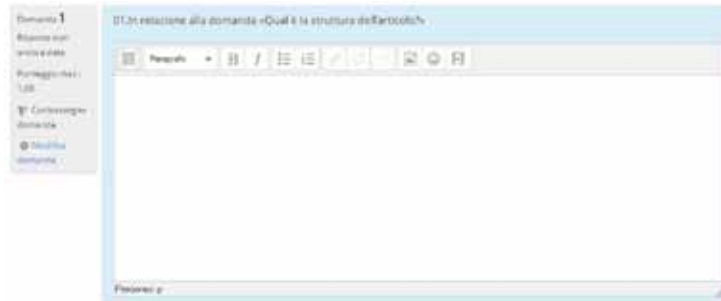 Domanda 1
Risposta non
ancora data
Punteggio max.:
1,00
Contrassegna
domanda
Modifica
domanda
01.In relazione alla domanda «Qual è la struttura dell'articolo?»
Paragrafo
B I
Percorso: p